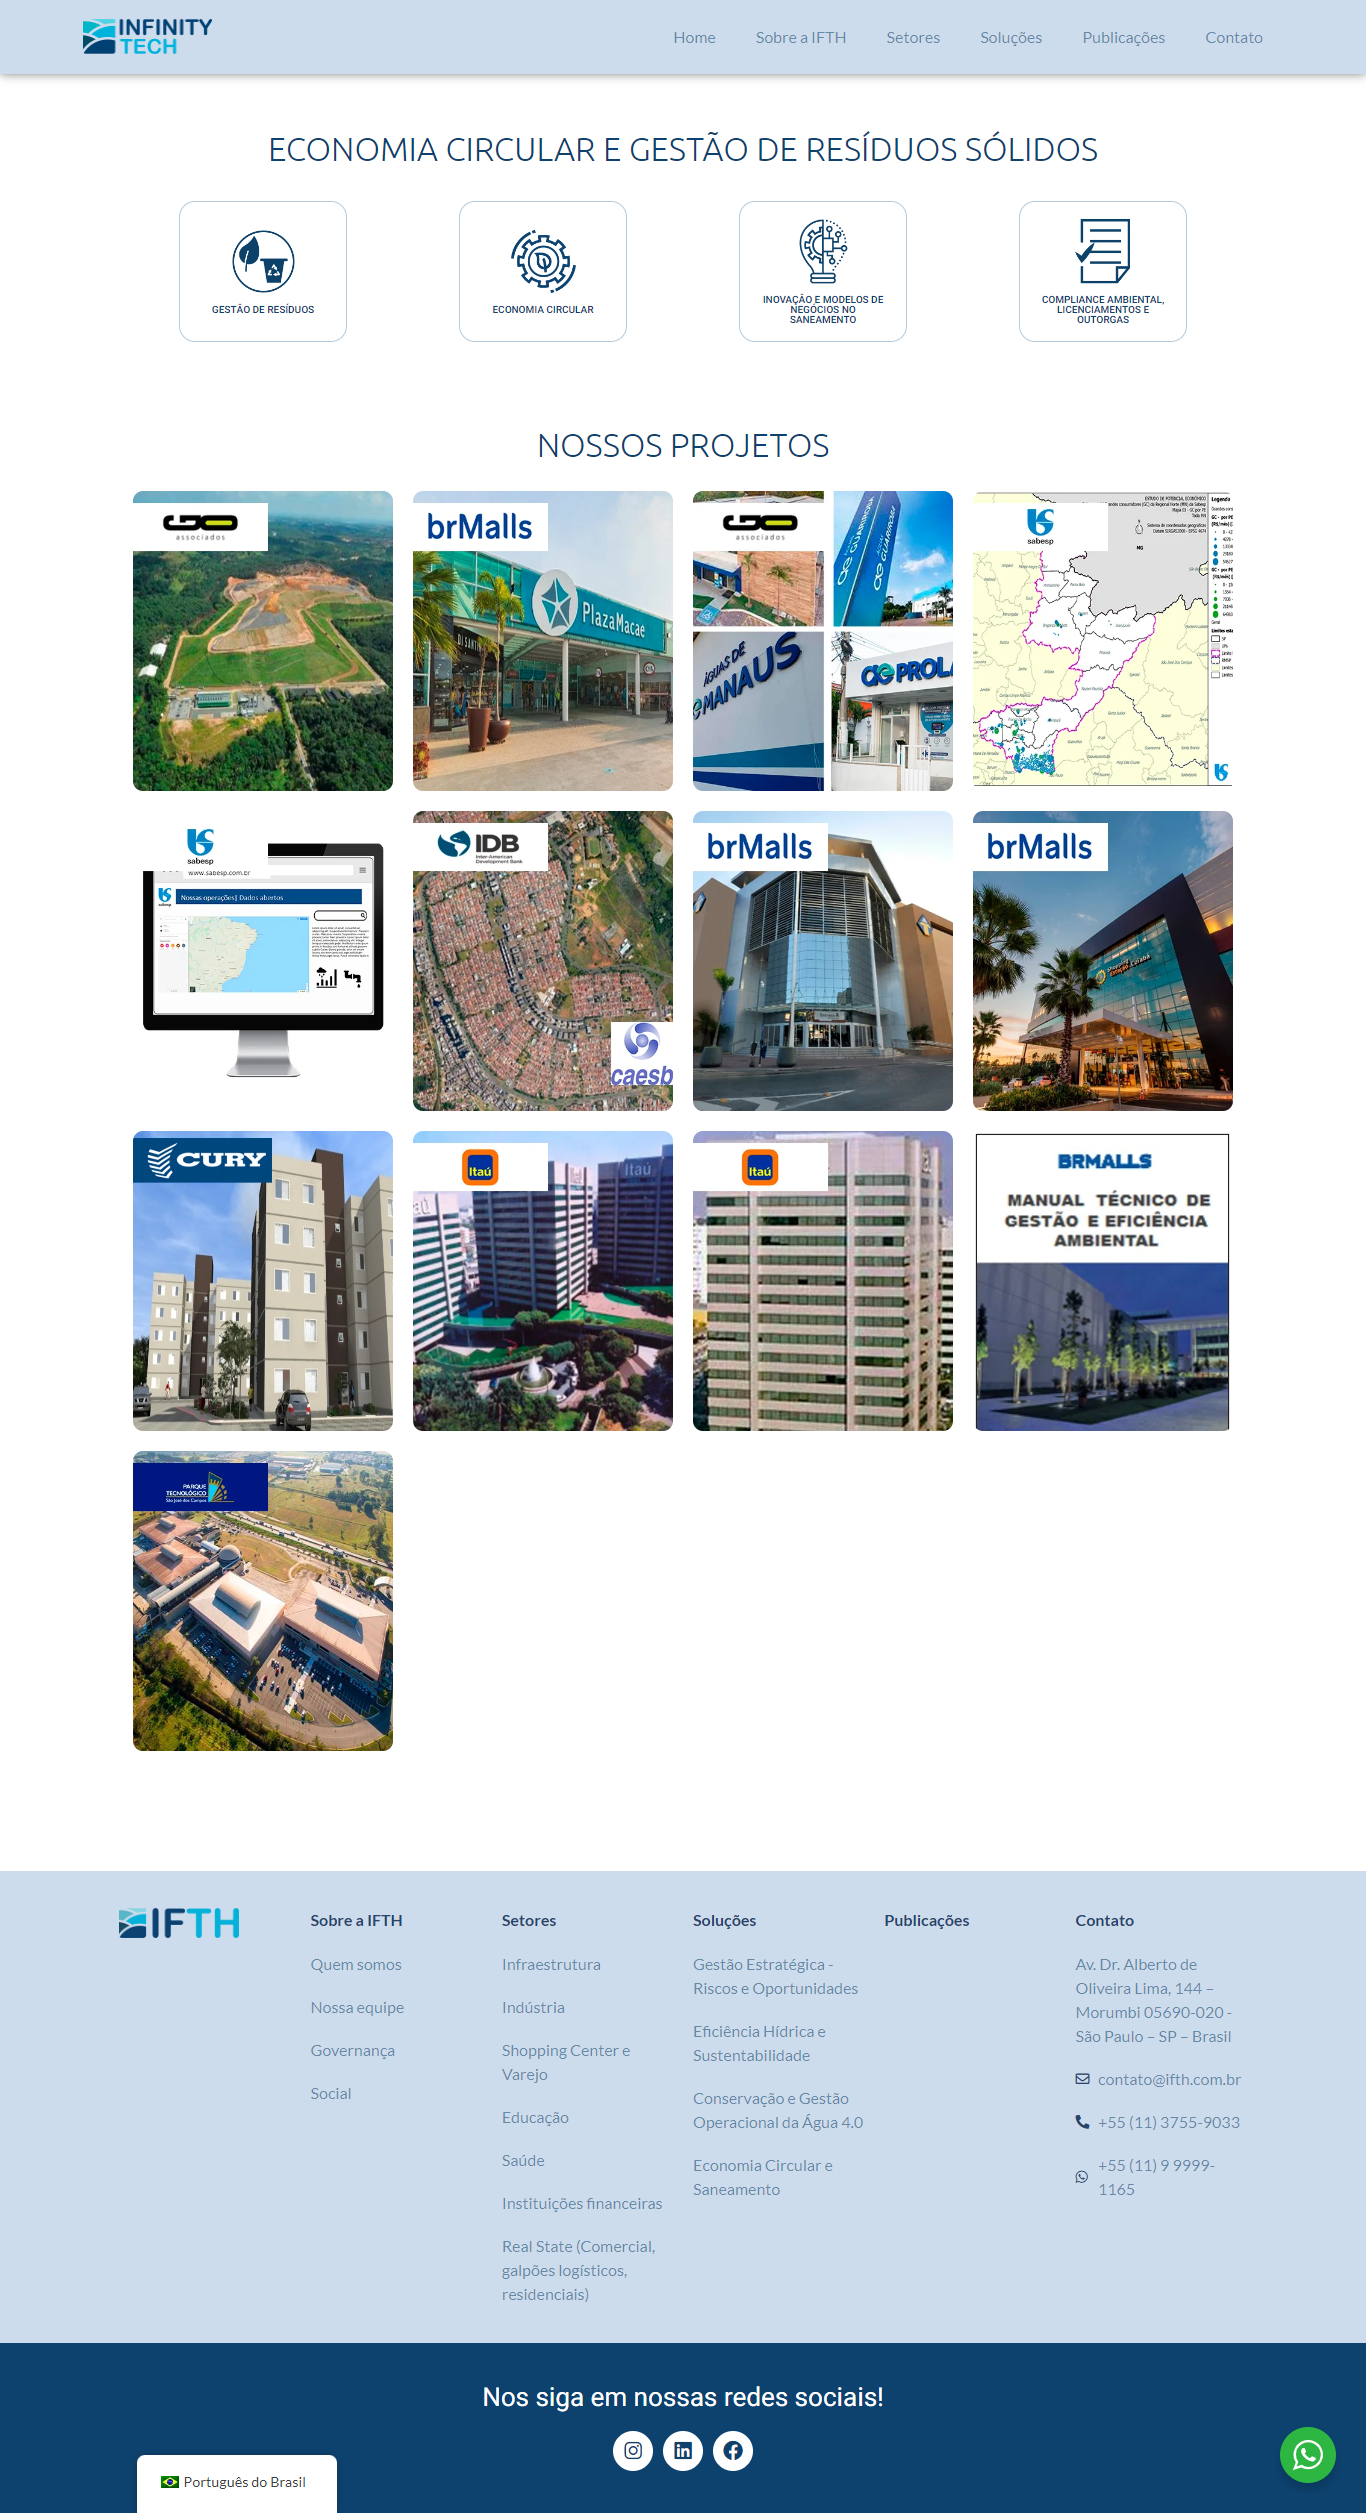 INFINITY
TECH
Home
Sobre a IFTH
Setores
Soluções
Publicações
Contato
ECONOMIA CIRCULAR E GESTÃO DE RESÍDUOS SÓLIDOS
GESTÃO DE RESÍDUOS
ECONOMIA CIRCULAR
INOVAÇÃO E MODELOS DE
NEGÓCIOS NO
SANEAMENTO
COMPLIANCE AMBIENTAL,
LICENCIAMENTOS E
OUTORGAS
NOSSOS PROJETOS
GO
associados
brMalls
PlazaMacae
GO
associados
ÁGUAS GUARIROBA
ÁGUAS DE
MANAUS
PROLA
sabesp
sabesp
www.sabesp.com.br
sabesp
Nossas operações| Dados abertos
IDB
Inter-American
Development Bank
caesb
brMalls
brMalls
CURY
Itaú
Itaú
Itaú
BRMALLS
MANUAL TÉCNICO DE
GESTÃO E EFICIÊNCIA
AMBIENTAL
PARQUE
TECNOLÓGICO
São José dos Campos
IFTH
Sobre a IFTH
Quem somos
Nossa equipe
Governança
Social
Setores
Infraestrutura
Indústria
Shopping Center e
Varejo
Educação
Saúde
Instituições financeiras
Real State (Comercial,
galpões logísticos,
residenciais)
Soluções
Gestão Estratégica -
Riscos e Oportunidades
Eficiência Hídrica e
Sustentabilidade
Conservação e Gestão
Operacional da Água 4.0
Economia Circular e
Saneamento
Publicações
Contato
Av. Dr. Alberto de
Oliveira Lima, 144 –
Morumbi 05690-020 -
São Paulo – SP – Brasil
contato@ifth.com.br
+55 (11) 3755-9033
+55 (11) 9 9999-
1165
Nos siga em nossas redes sociais!
Português do Brasil